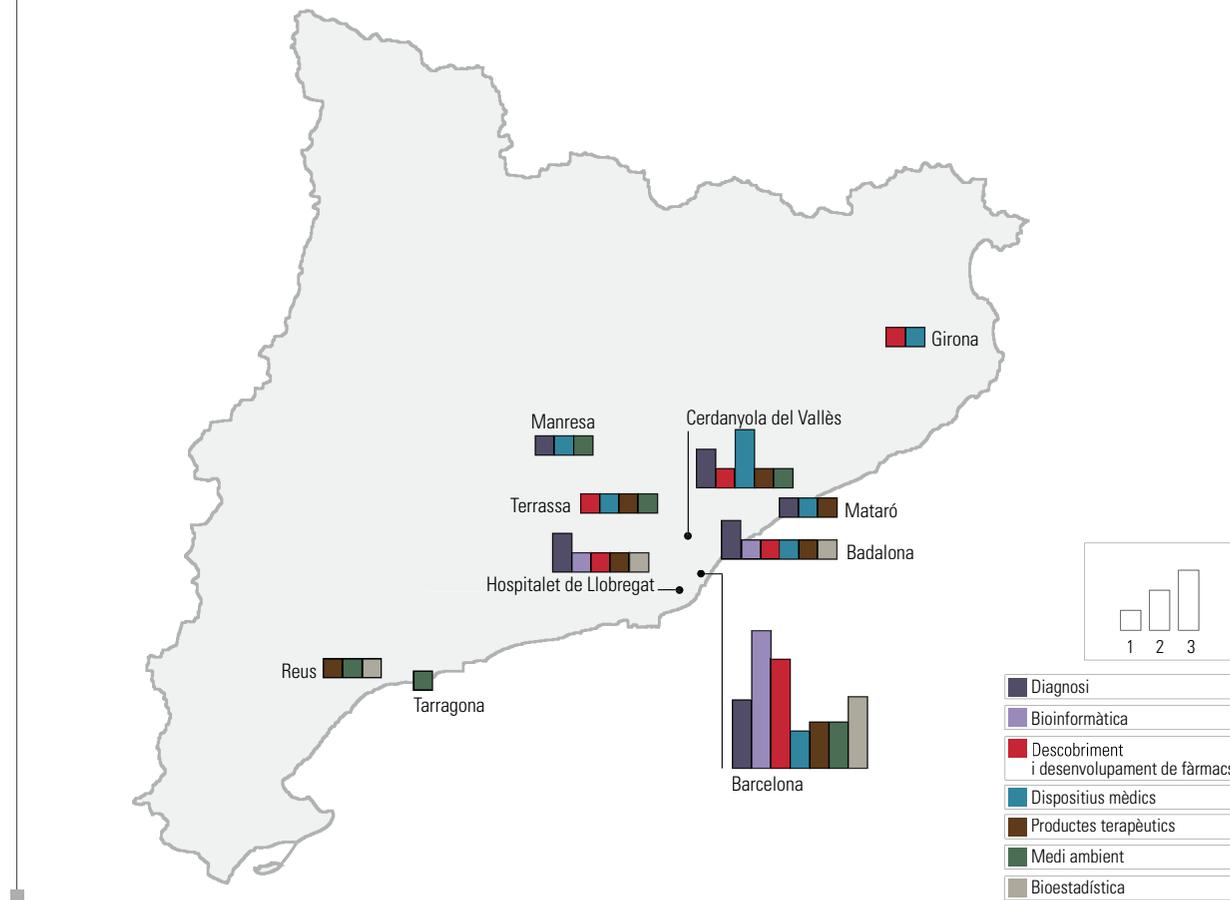 Girona
Manresa
Cerdanyola del Vallès
Terrassa
Mataró
Badalona
Hospitalet de Llobregat
Reus
Tarragona
Barcelona
1 2 3
Diagnosi
Bioinformàtica
Descobriment
i desenvolupament de fàrmacs
Dispositius mèdics
Productes terapèutics
Medi ambient
Bioestadística